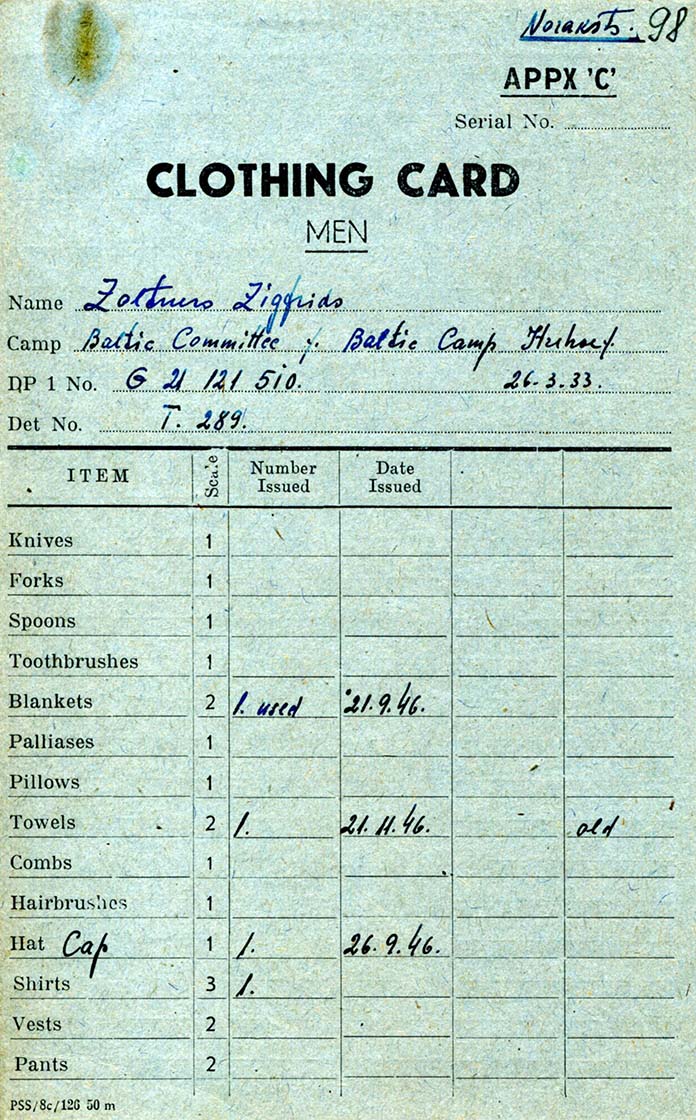 Noraksts. 98
APPX 'C'
Serial No.
CLOTHING CARD
MEN
Name Zoltners Zigfrids
Camp Baltic Committee Baltic Camp
DP 1 No. G 21 121 510. 26.3.33.
Det No. T. 289.
ITEM Scale Number Issued Date Issued
Knives 1
Forks 1
Spoons 1
Toothbrushes 1
Blankets 2 1. used 21.9.46.
Palliases 1
Pillows 1
Towels 2 1. 21.11.46. old
Combs 1
Hairbrushes 1
Hat Cap 1 1. 26.9.46.
Shirts 3 1.
Vests 2
Pants 2
PSS/8c/126 50 m